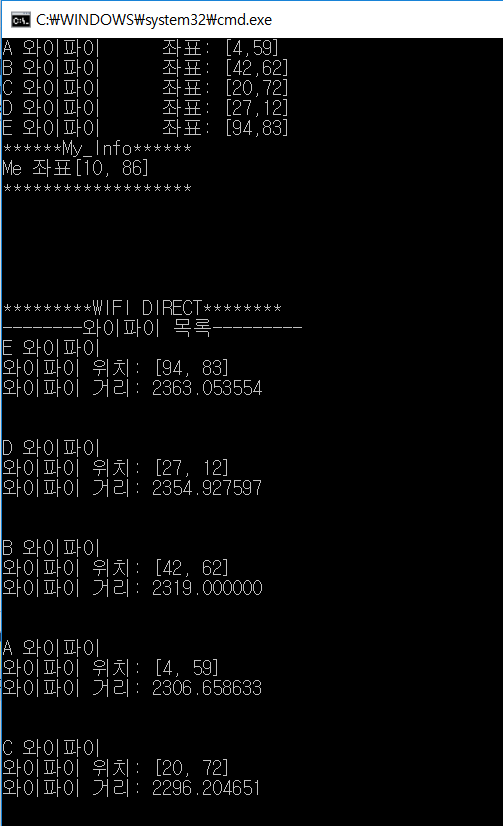 C:₩WINDOWS₩system32₩cmd.exe
A 와이파이 좌표: [4,59]
B 와이파이 좌표: [42,62]
C 와이파이 좌표: [20,72]
D 와이파이 좌표: [27,12]
E 와이파이 좌표: [94,83]
******My_Info******
Me 좌표[10, 86]
*******************
*********WIFI DIRECT********
--------와이파이 목록---------
E 와이파이
와이파이 위치: [94, 83]
와이파이 거리: 2363.053554
D 와이파이
와이파이 위치: [27, 12]
와이파이 거리: 2354.927597
B 와이파이
와이파이 위치: [42, 62]
와이파이 거리: 2319.000000
A 와이파이
와이파이 위치: [4, 59]
와이파이 거리: 2306.658633
C 와이파이
와이파이 위치: [20, 72]
와이파이 거리: 2296.204651